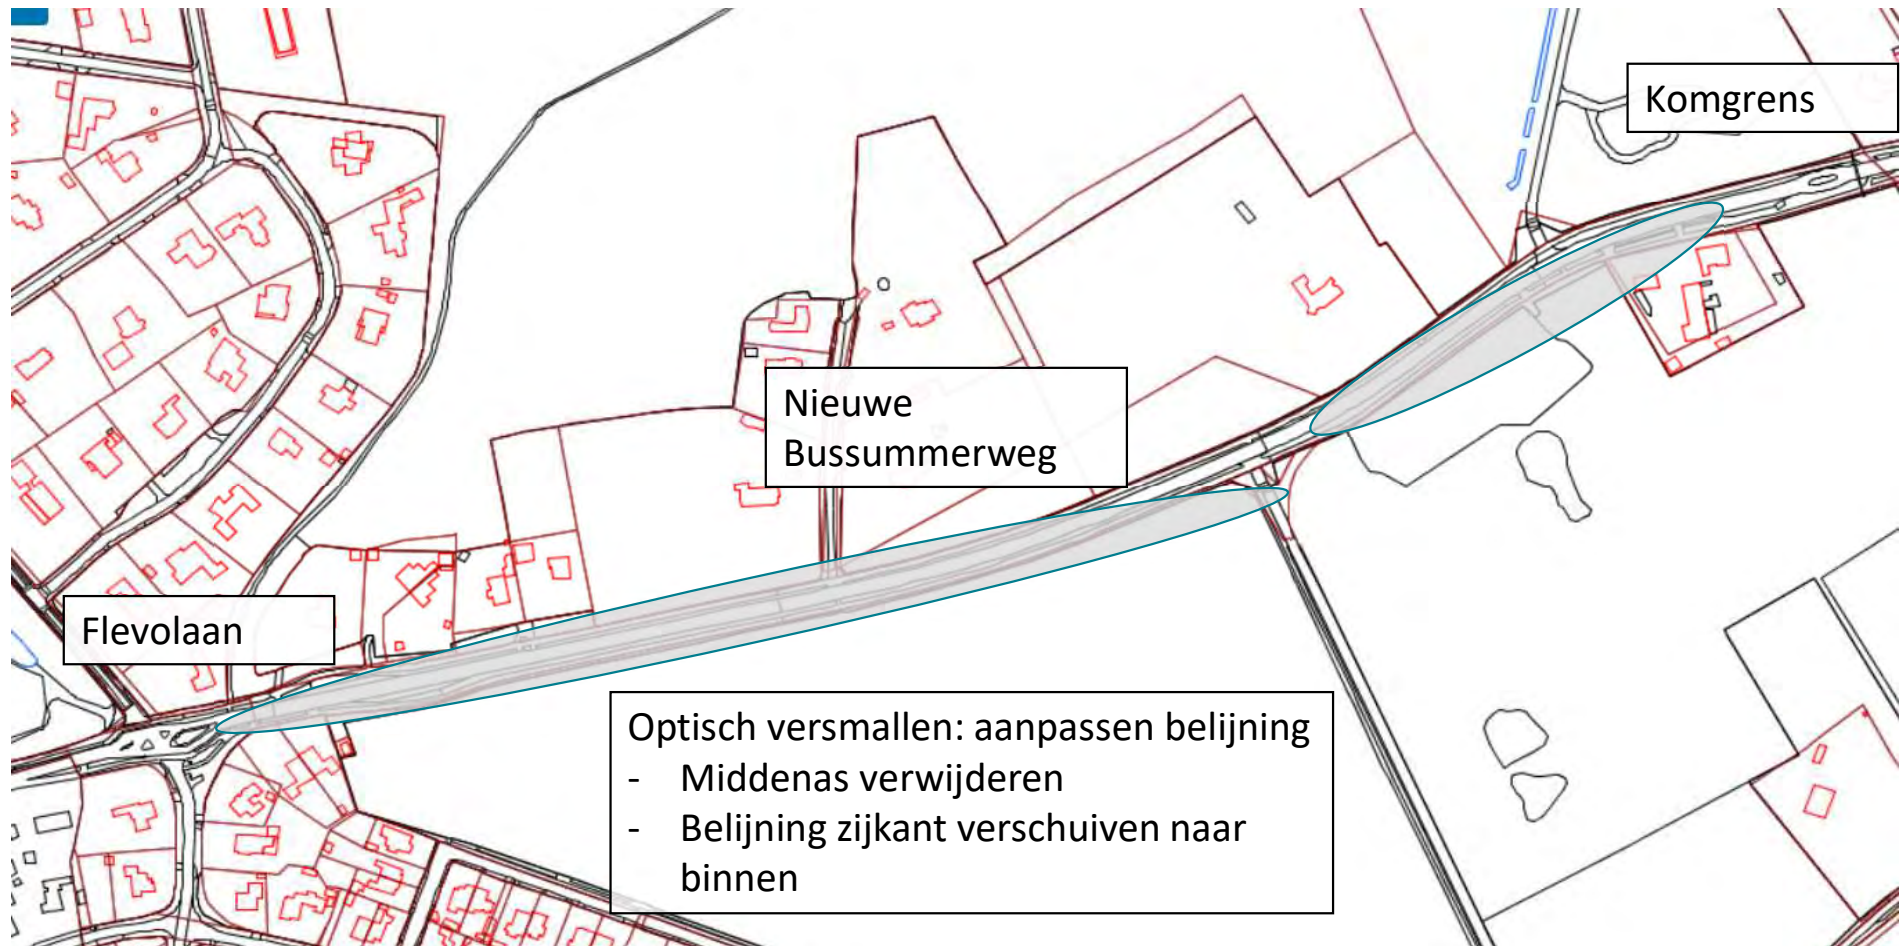 Komgrens
Nieuwe
Bussummerweg
Flevolaan
Optisch versmallen: aanpassen belijning
- Middenas verwijderen
- Belijning zijkant verschuiven naar
binnen